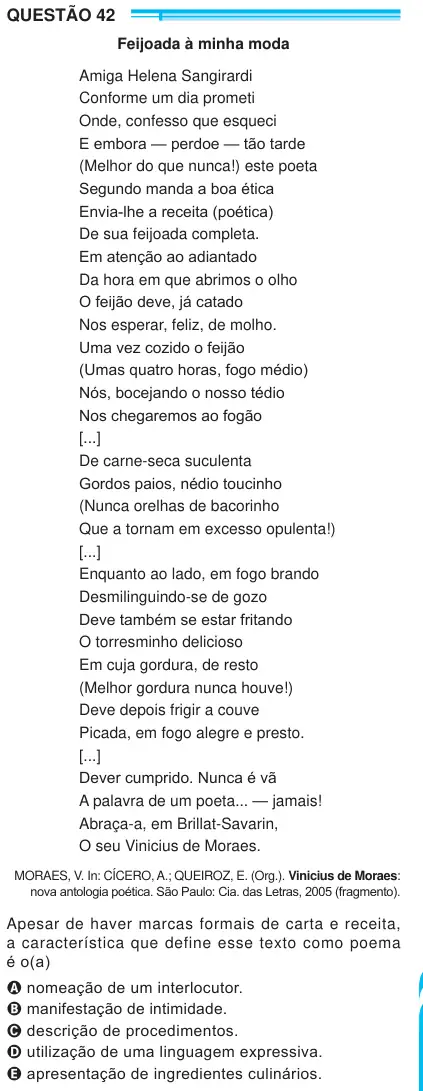 QUESTÃO 42
Feijoada à minha moda
Amiga Helena Sangirardi
Conforme um dia prometi
Onde, confesso que esqueci
E embora — perdoe — tão tarde
(Melhor do que nunca!) este poeta
Segundo manda a boa ética
Envia-lhe a receita (poética)
De sua feijoada completa.
Em atenção ao adiantado
Da hora em que abrimos o olho
O feijão deve, já catado
Nos esperar, feliz, de molho.
Uma vez cozido o feijão
(Umas quatro horas, fogo médio)
Nós, bocejando o nosso tédio
Nos chegaremos ao fogão
[...]
De carne-seca suculenta
Gordos paios, nédio toucinho
(Nunca orelhas de bacorinho
Que a tornam em excesso opulenta!)
[...]
Enquanto ao lado, em fogo brando
Desmilinguindo-se de gozo
Deve também se estar fritando
O torresminho delicioso
Em cuja gordura, de resto
(Melhor gordura nunca houve!)
Deve depois frigir a couve
Picada, em fogo alegre e presto.
[...]
Dever cumprido. Nunca é vã
A palavra de um poeta... — jamais!
Abraça-a, em Brillat-Savarin,
O seu Vinicius de Moraes.
MORAES, V. In: CÍCERO, A.; QUEIROZ, E. (Org.). Vinicius de Moraes:
nova antologia poética. São Paulo: Cia. das Letras, 2005 (fragmento).
Apesar de haver marcas formais de carta e receita,
a característica que define esse texto como poema
é o(a)
A nomeação de um interlocutor.
B manifestação de intimidade.
C descrição de procedimentos.
D utilização de uma linguagem expressiva.
E apresentação de ingredientes culinários.